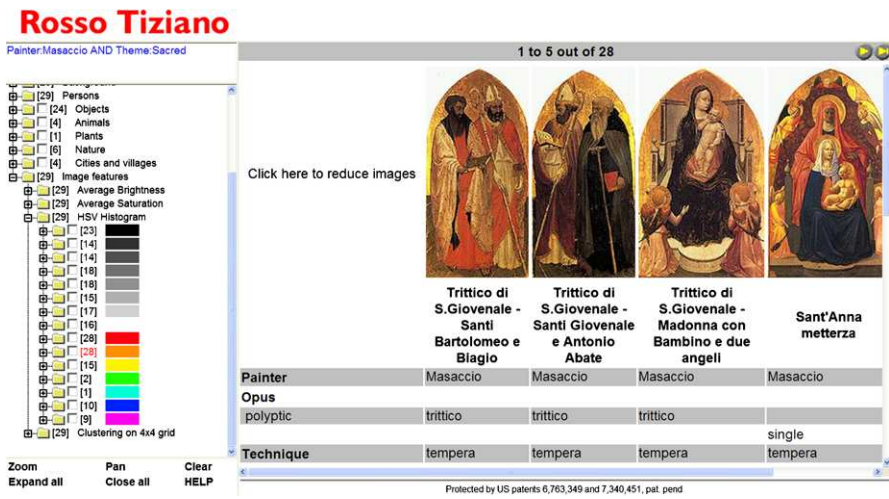 Rosso Tiziano
Painter:Masaccio AND Theme:Sacred
[29] Persons
[24] Objects
[4] Animals
[1] Plants
[6] Nature
[4] Cities and villages
[29] Image features
[29] Average Brightness
[29] Average Saturation
[29] HSV Histogram
[23]
[14]
[14]
[18]
[18]
[15]
[17]
[16]
[28]
[28]
[15]
[2]
[1]
[10]
[9]
[29] Clustering on 4x4 grid
Zoom Pan Clear
Expand all Close all HELP
1 to 5 out of 28
Click here to reduce images
Trittico di S.Giovenale - Santi Bartolomeo e Biagio
Trittico di S.Giovenale - Santi Giovenale e Antonio Abate
Trittico di S.Giovenale - Madonna con Bambino e due angeli
Sant'Anna metterza
Painter Masaccio Masaccio Masaccio Masaccio
Opus
polyptic trittico trittico trittico
single
Technique tempera tempera tempera tempera
Protected by US patents 6,763,349 and 7,340,451, pat. pend